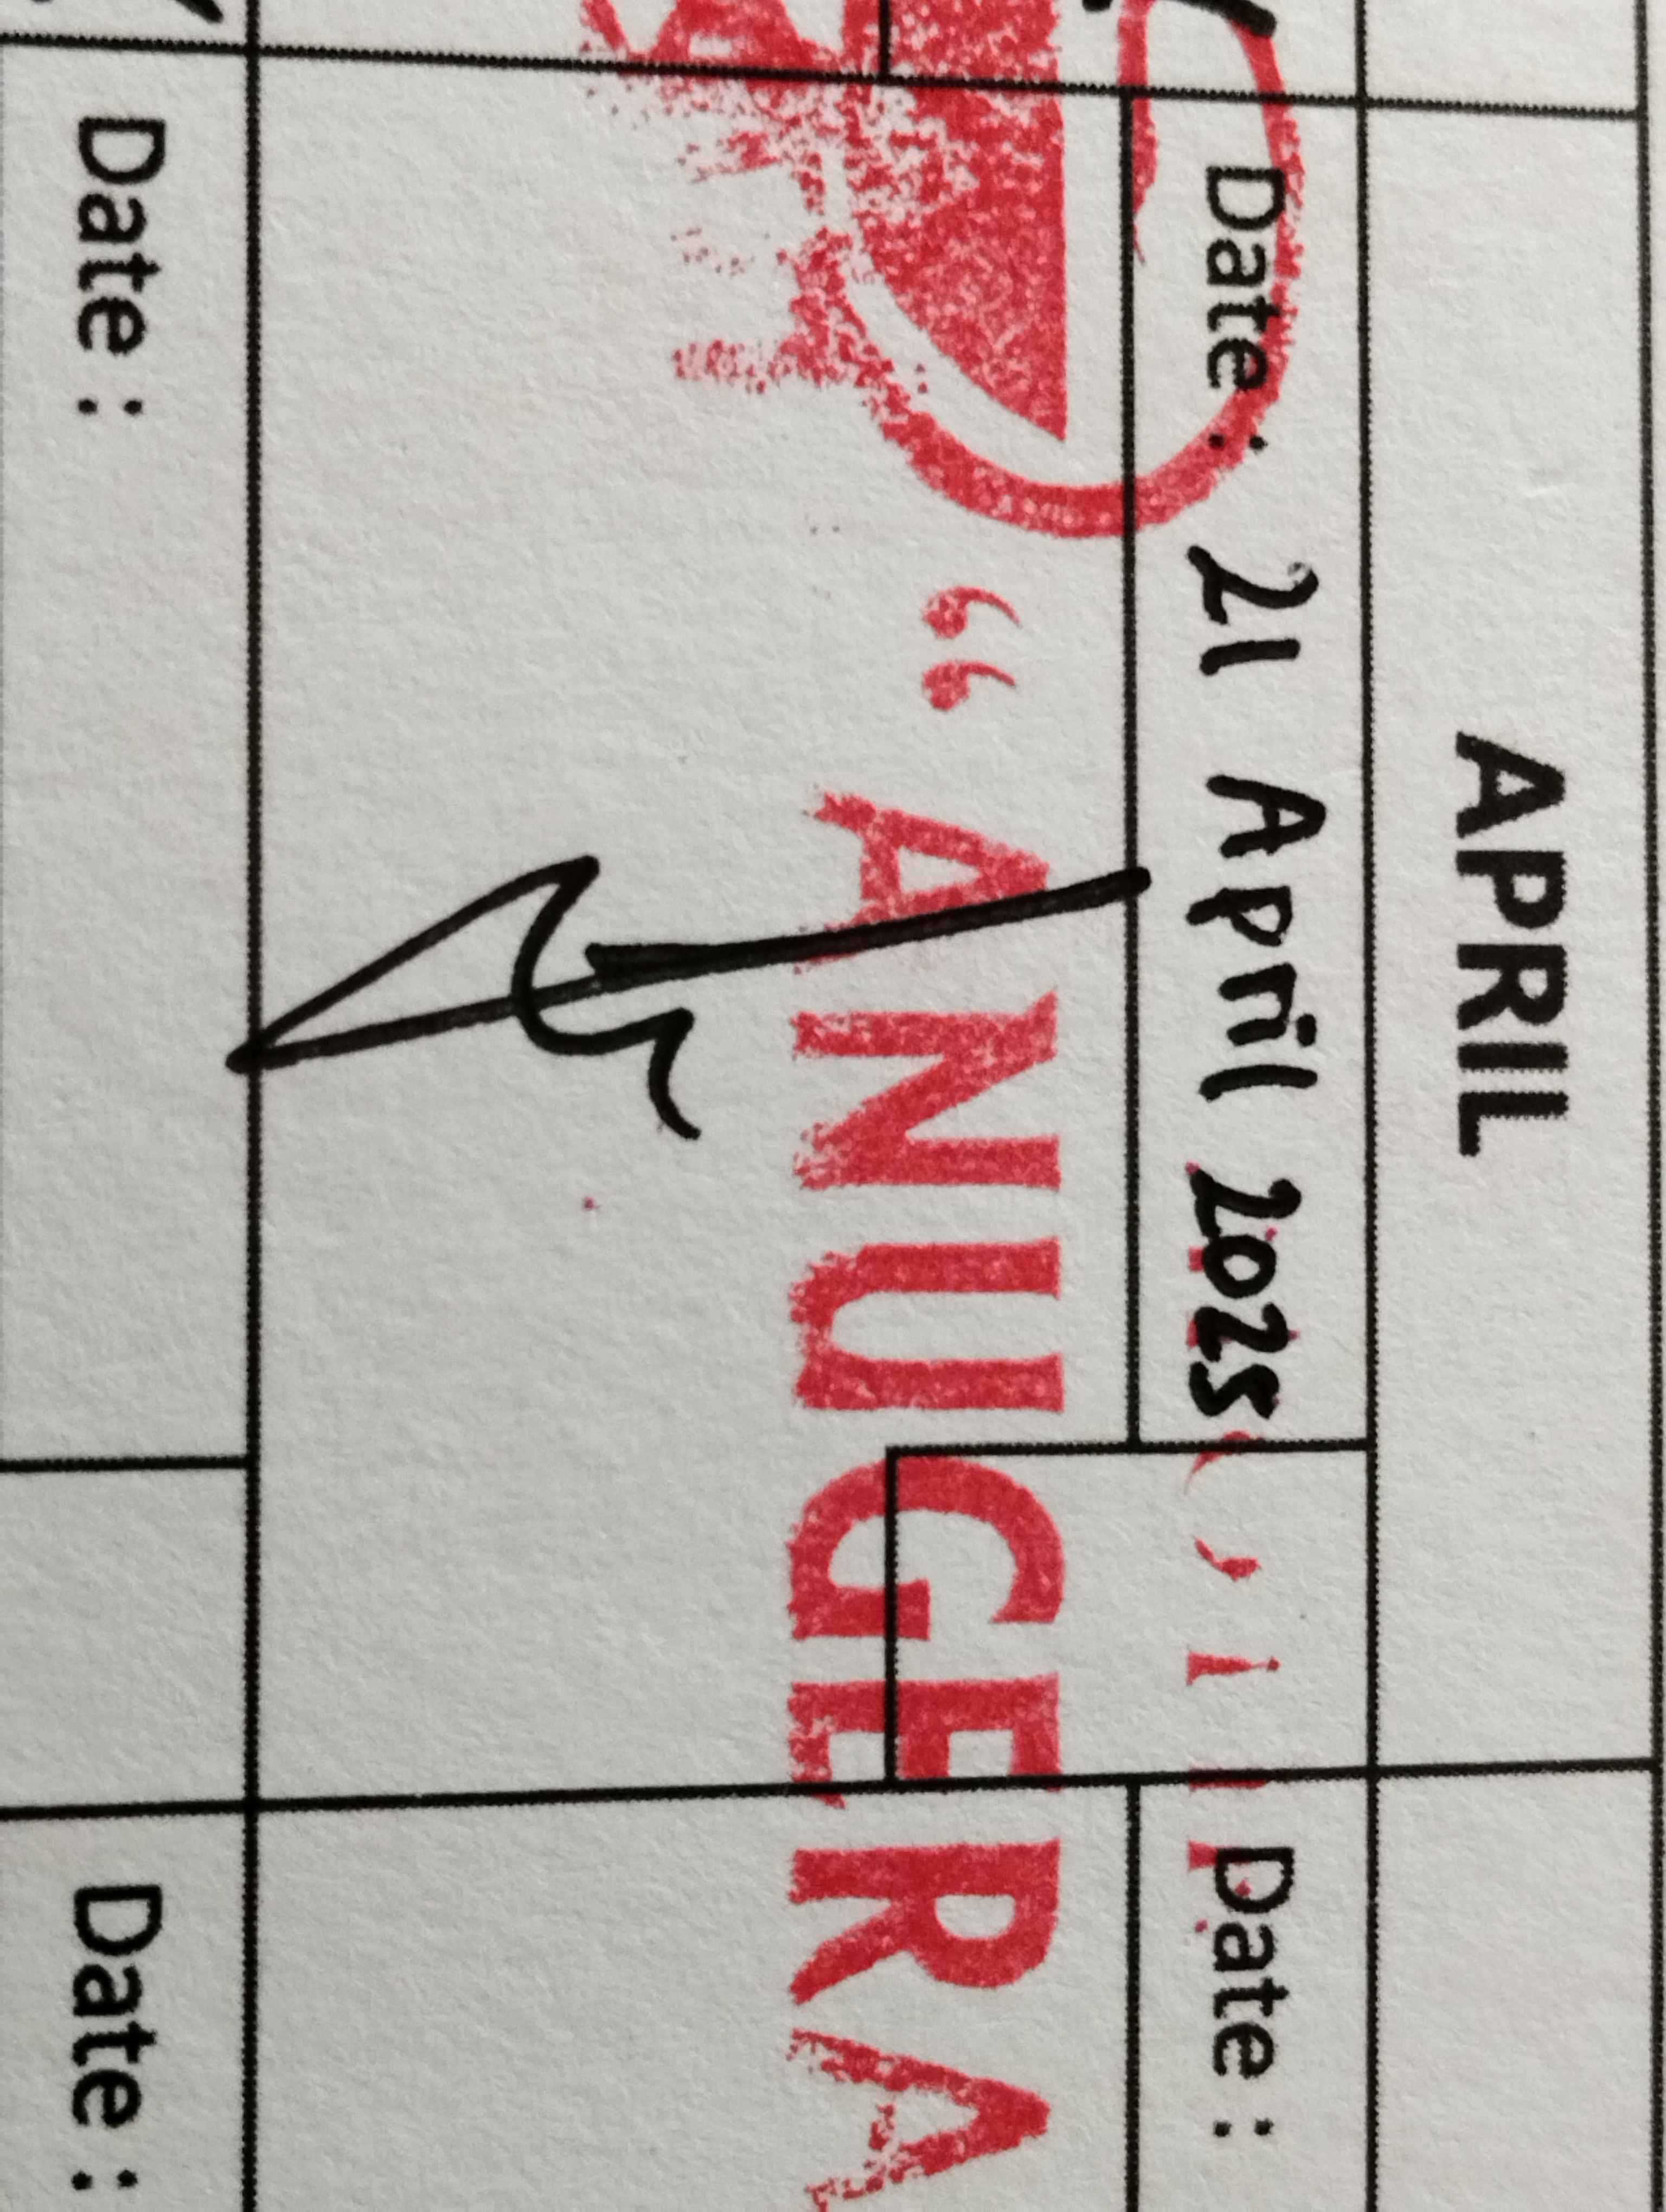 APRIL
Date : 21 April 2025
Date :
“ ANUGERA
Date :
Date :